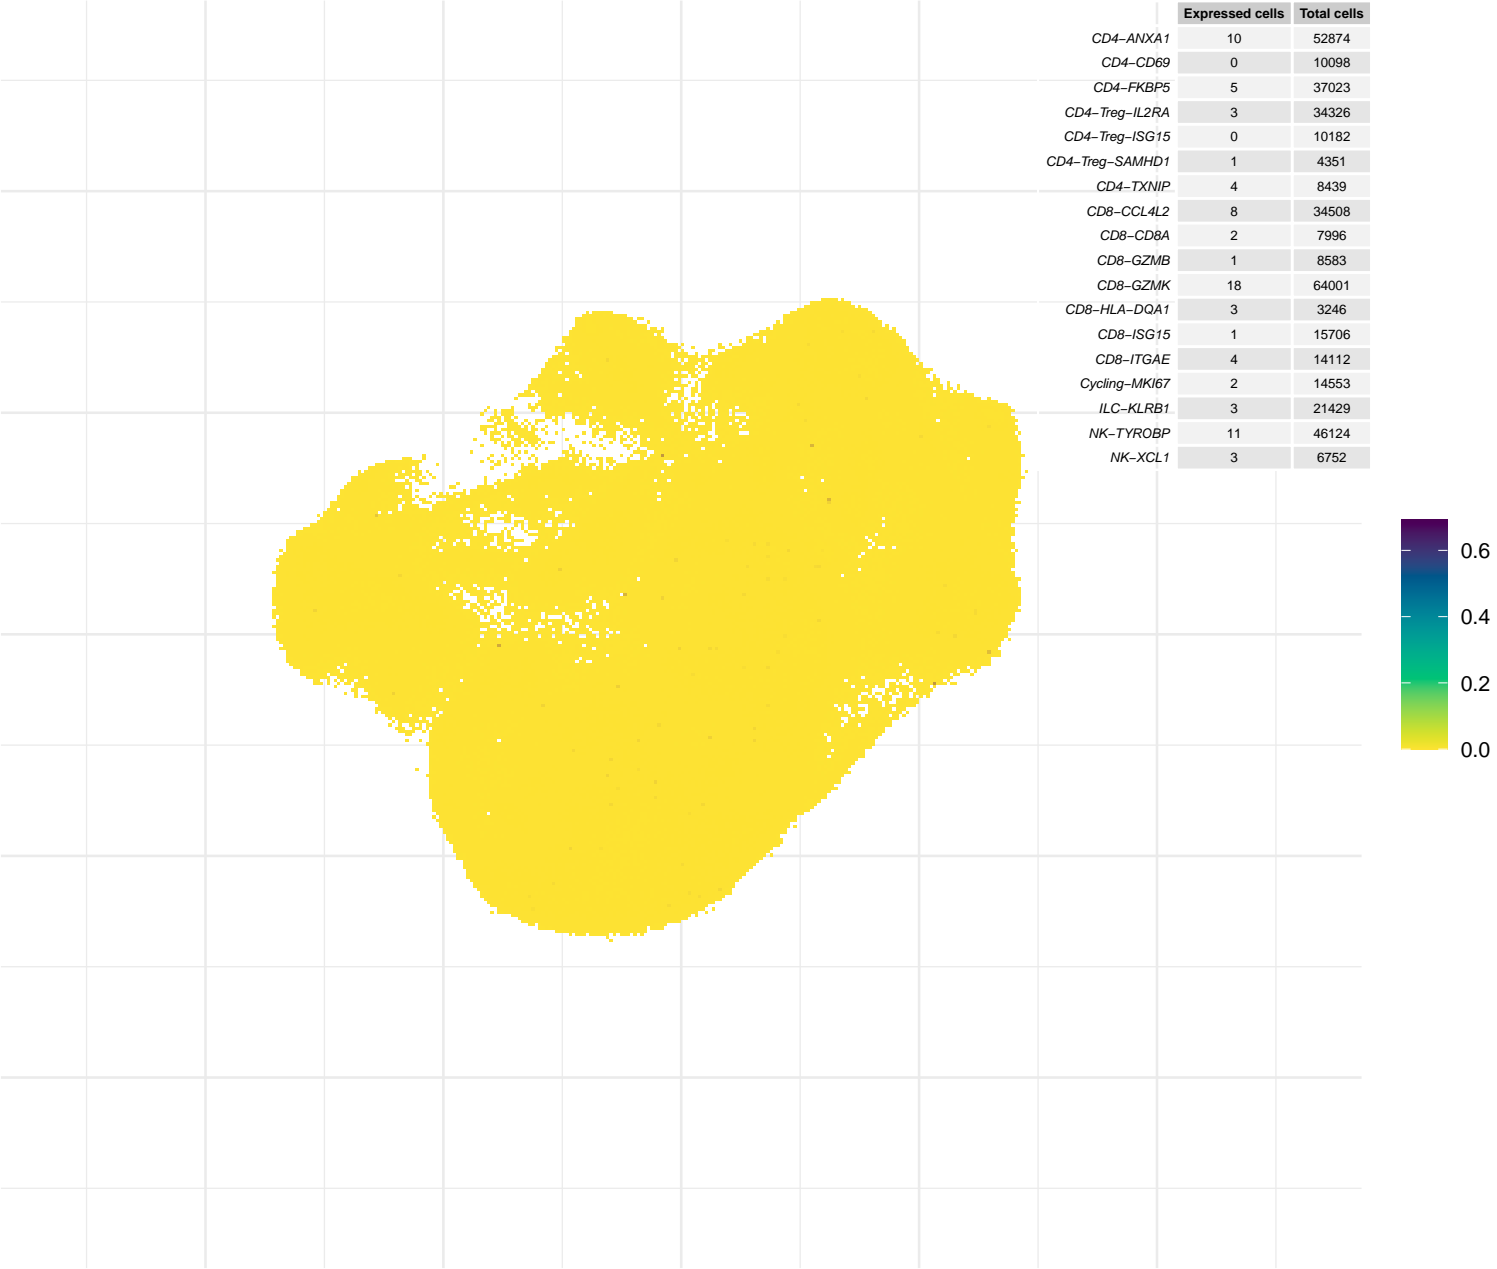 Expressed cells Total cells
CD4−ANXA1 10 52874
CD4−CD69 0 10098
CD4−FKBP5 5 37023
CD4−Treg−IL2RA 3 34326
CD4−Treg−ISG15 0 10182
CD4−Treg−SAMHD1 1 4351
CD4−TXNIP 4 8439
CD8−CCL4L2 8 34508
CD8−CD8A 2 7996
CD8−GZMB 1 8583
CD8−GZMK 18 64001
CD8−HLA−DQA1 3 3246
CD8−ISG15 1 15706
CD8−ITGAE 4 14112
Cycling−MKI67 2 14553
ILC−KLRB1 3 21429
NK−TYROBP 11 46124
NK−XCL1 3 6752
0.6
0.4
0.2
0.0